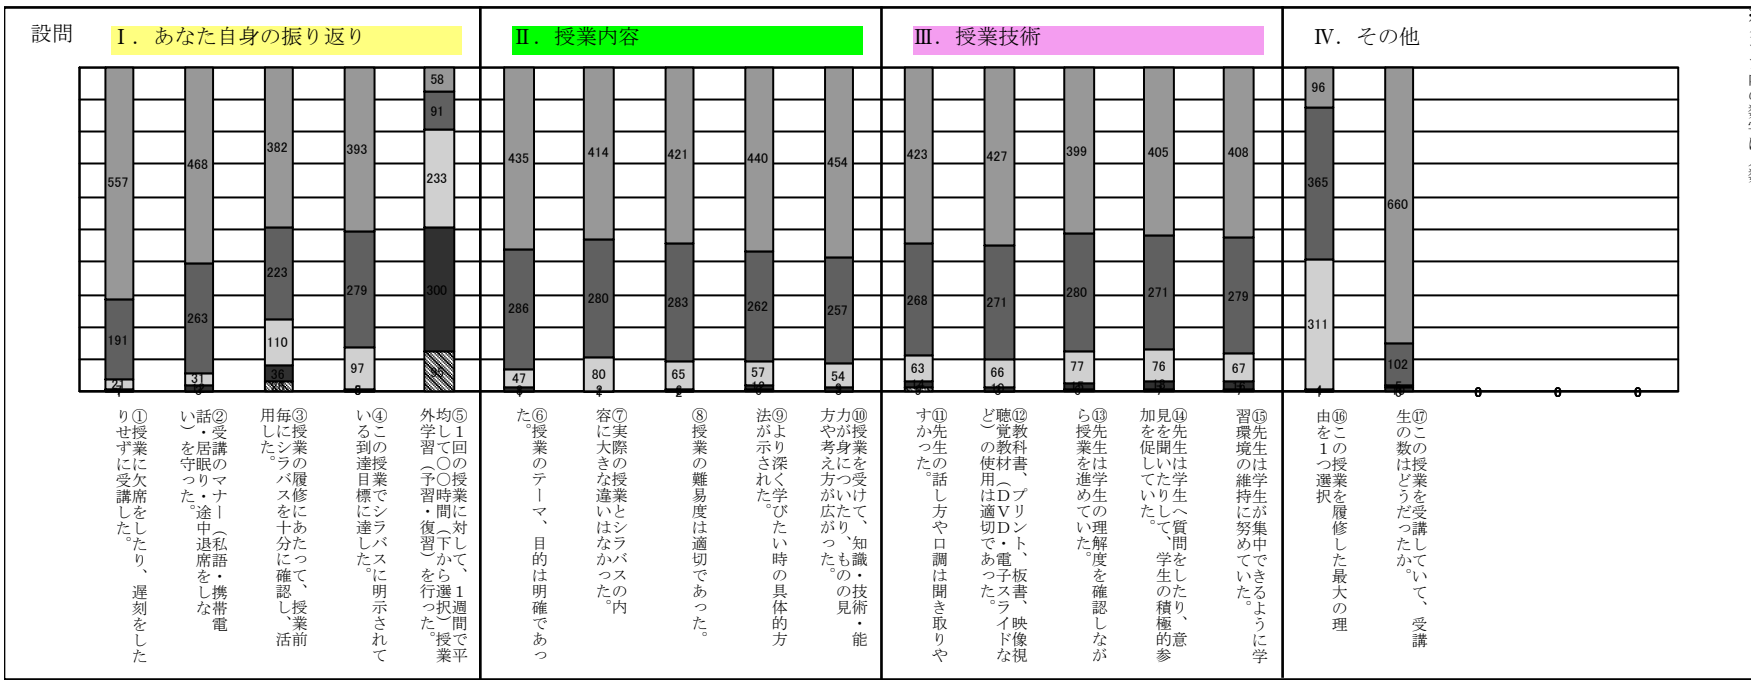 設問
Ⅰ．あなた自身の振り返り
Ⅱ．授業内容
Ⅲ．授業技術
Ⅳ．その他
557
191
21
468
263
31
12
382
223
110
36
393
279
97
58
91
233
300
95
435
286
47
414
280
80
421
283
65
2
440
262
57
454
257
54
423
268
63
14
427
271
66
399
280
77
405
271
76
408
279
67
96
365
311
660
102
5
0
0
0
①授業に欠席をしたり、遅刻をした
りせずに受講した。
②受講のマナー（私語・携帯電
話・居眠り・途中退席をしな
い）を守った。
③授業の履修にあたって、授業前
毎にシラバスを十分に確認し、活
用した。
④この授業でシラバスに明示されて
いる到達目標に達した。
⑤１回の授業に対して、１週間で平
均して〇〇時間（下から選択）授業
外学習（予習・復習）を行った。
⑥授業のテーマ、目的は明確であっ
た。
⑦実際の授業とシラバスの内
容に大きな違いはなかった。
⑧授業の難易度は適切であった。
⑨より深く学びたい時の具体的方
法が示された。
⑩授業を受けて、知識・技術・能
力が身についたり、ものの見
方や考え方が広がった。
⑪先生の話し方や口調は聞き取りや
すかった。
⑫教科書、プリント、板書、映像視
聴覚教材（ＤＶＤ・電子スライドな
ど）の使用は適切であった。
⑬先生は学生の理解度を確認しなが
ら授業を進めていた。
⑭先生は学生へ質問をしたり、意
見を聞いたりして、学生の積極的参
加を促していた。
⑮先生は学生が集中できるように学
習環境の維持に努めていた。
⑯この授業を履修した最大の理
由を１つ選択
⑰この授業を受講していて、受講
生の数はどうだったか。